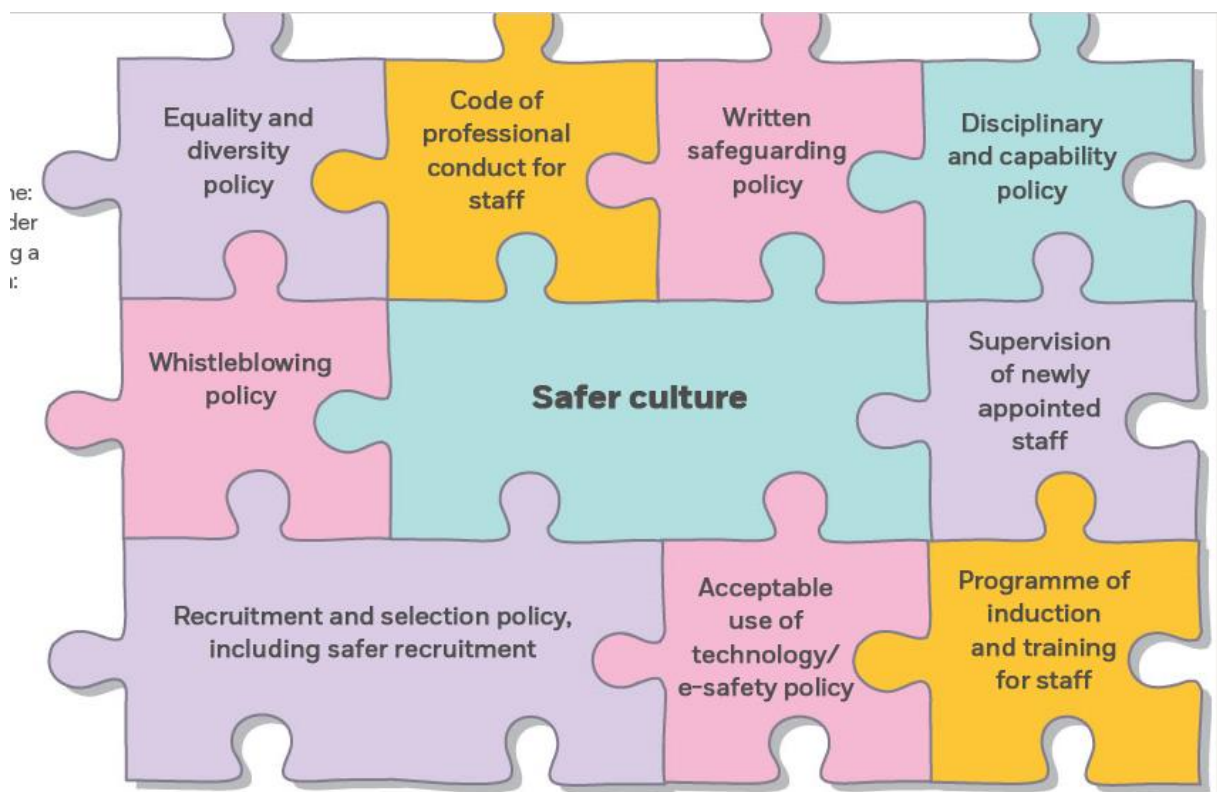 Equality and
diversity
policy
Code of
professional
conduct for
staff
Written
safeguarding
policy
Disciplinary
and capability
policy
der
g a
Whistleblowing
policy
Safer culture
Supervision
of newly
appointed
staff
Recruitment and selection policy,
including safer recruitment
Acceptable
use of
technology/
e-safety policy
Programme of
induction
and training
for staff